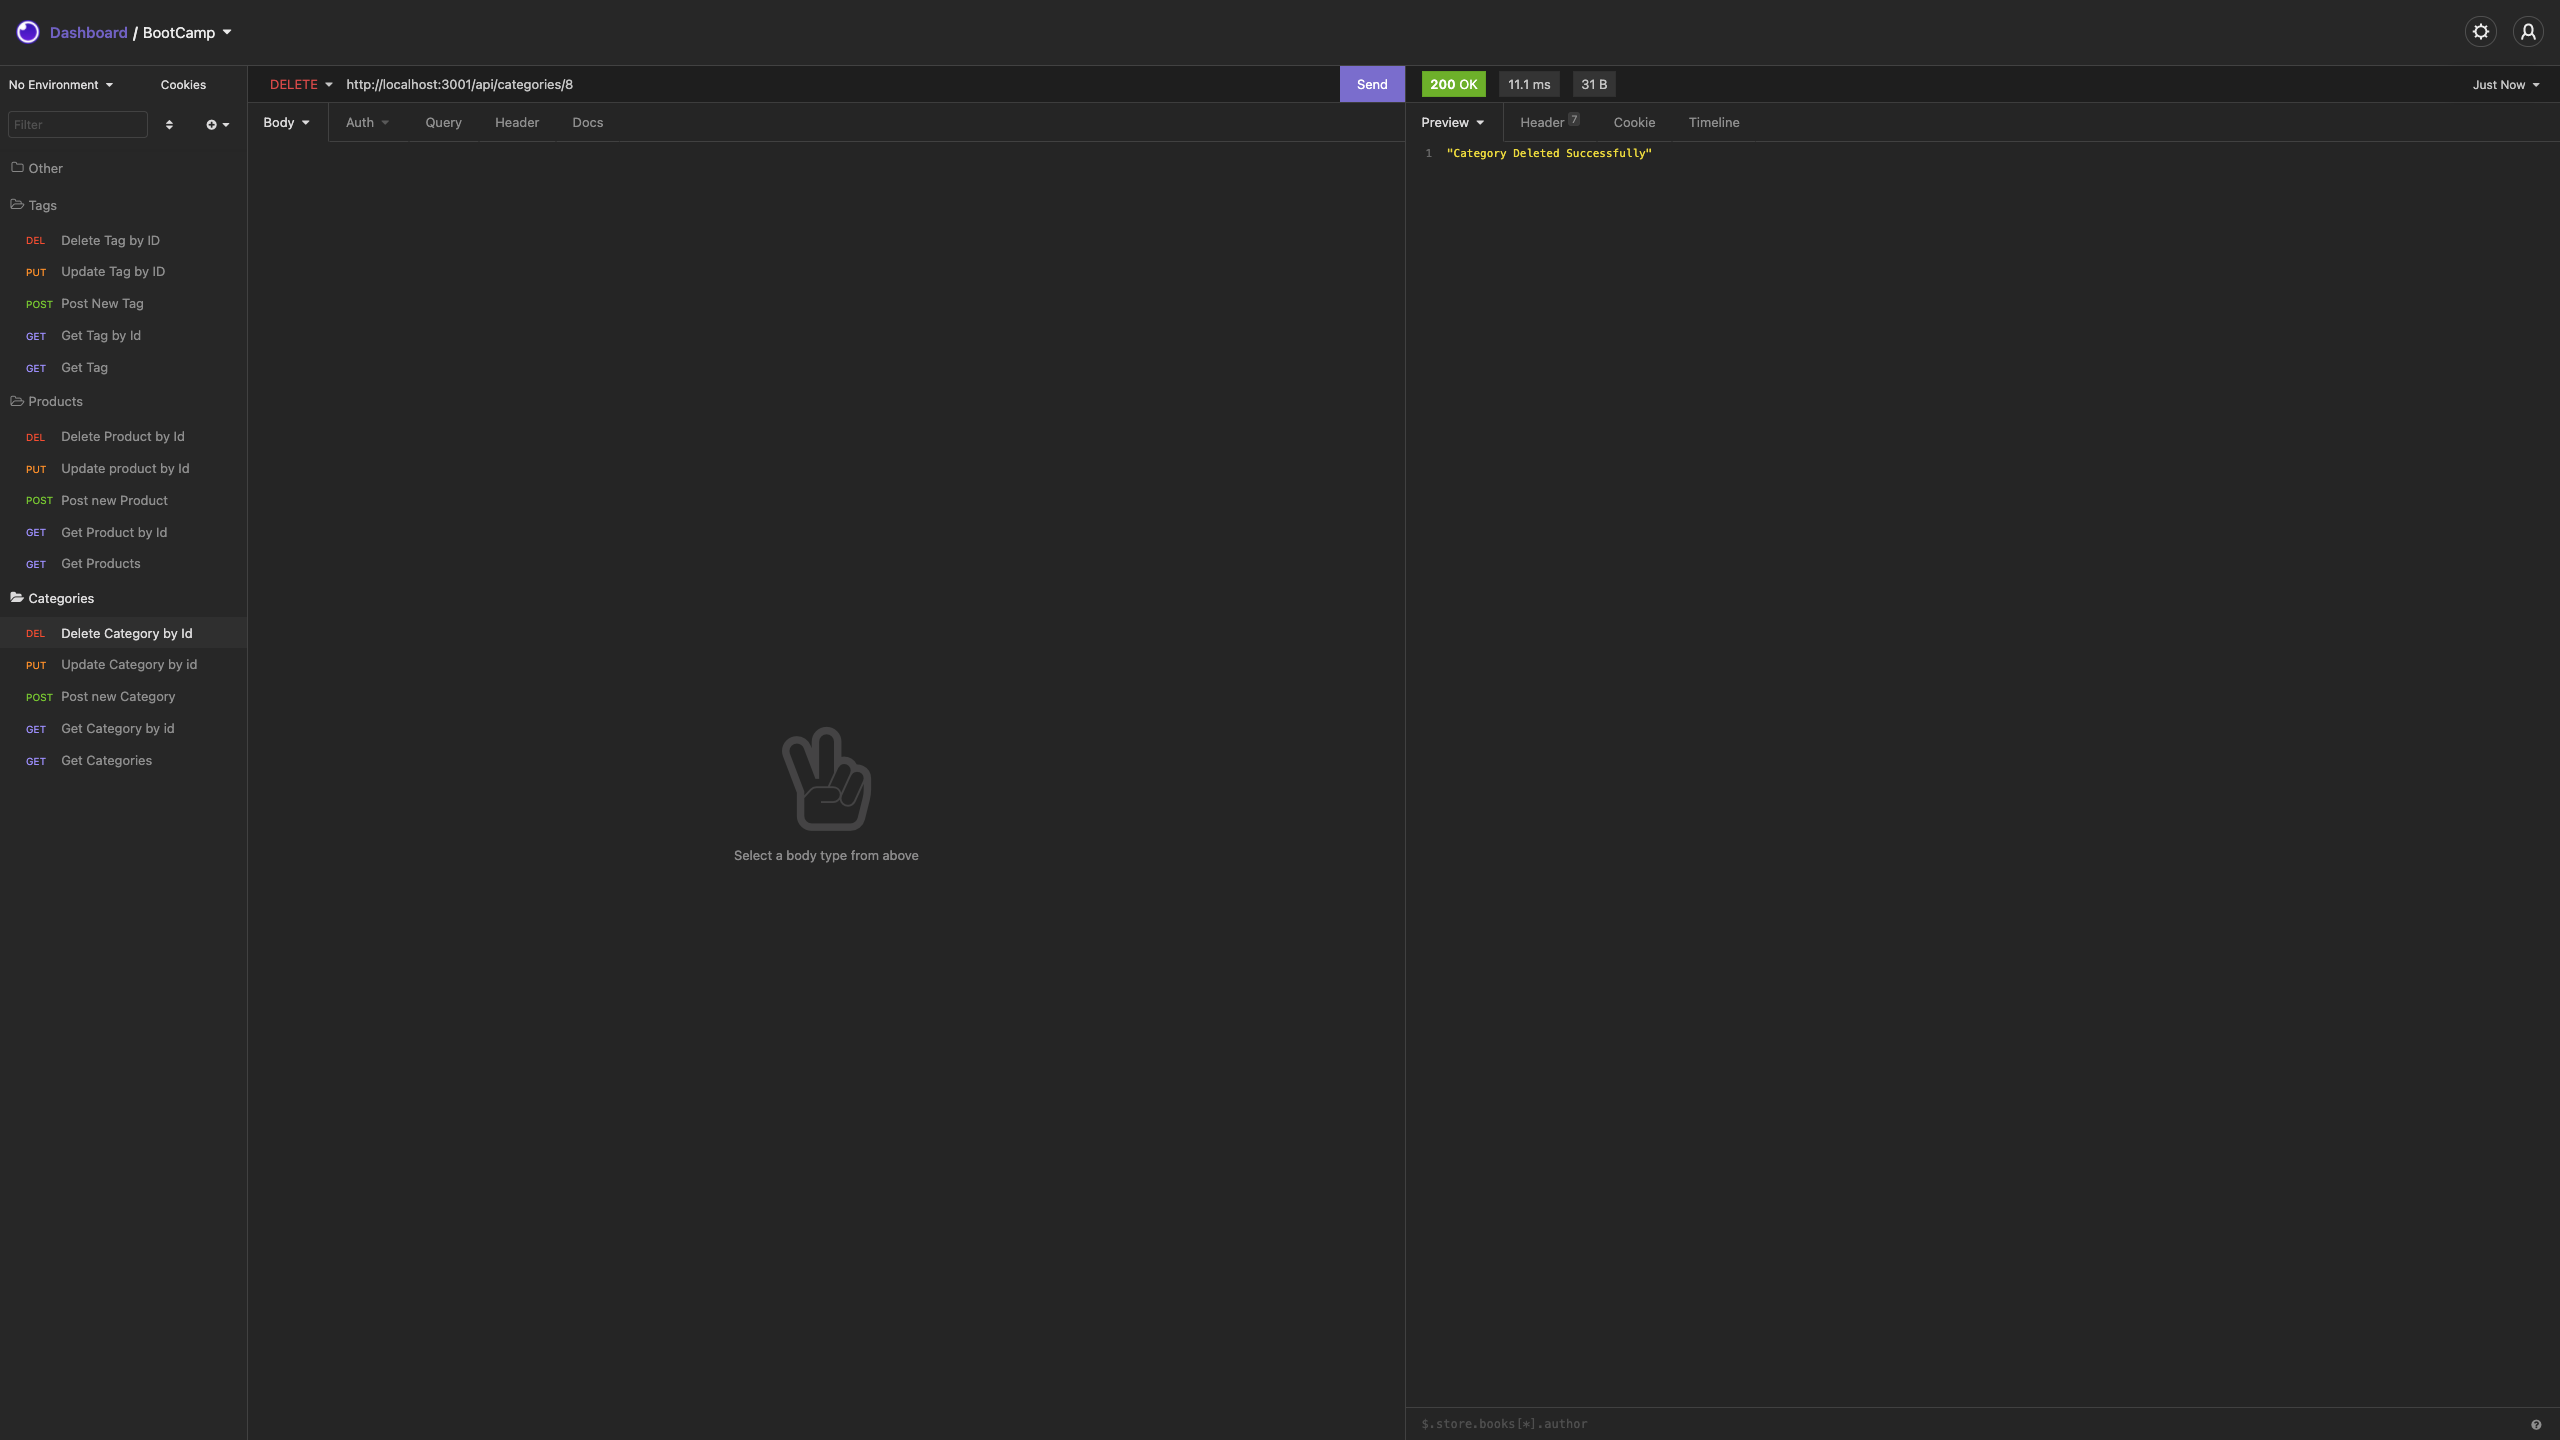 Dashboard / BootCamp
No Environment Cookies
Filter
Other
Tags
DEL Delete Tag by ID
PUT Update Tag by ID
POST Post New Tag
GET Get Tag by Id
GET Get Tag
Products
DEL Delete Product by Id
PUT Update product by Id
POST Post new Product
GET Get Product by Id
GET Get Products
Categories
DEL Delete Category by Id
PUT Update Category by id
POST Post new Category
GET Get Category by id
GET Get Categories
DELETE http://localhost:3001/api/categories/8 Send
Body Auth Query Header Docs
Select a body type from above
200 OK 11.1 ms 31 B Just Now
Preview Header 7 Cookie Timeline
1 "Category Deleted Successfully"
$.store.books[*].author